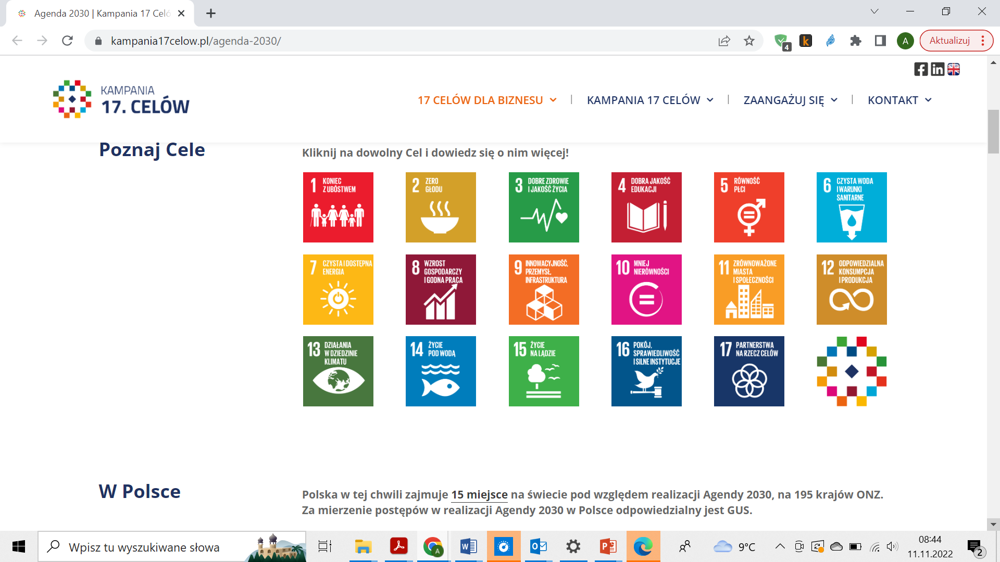 Agenda 2030 | Kampania 17 Celó
kampania17celow.pl/agenda-2030/
4
k
A
Aktualizuj
KAMPANIA
17. CELÓW
17 CELÓW DLA BIZNESU
KAMPANIA 17 CELÓW
ZAANGAŻUJ SIĘ
KONTAKT
Poznaj Cele
Kliknij na dowolny Cel i dowiedz się o nim więcej!
1 KONIEC
Z UBÓSTWEM
2 ZERO
GŁODU
3 DOBRE ZDROWIE
I JAKOŚĆ ŻYCIA
4 DOBRA JAKOŚĆ
EDUKACJI
5 RÓWNOŚĆ
PŁCI
6 CZYSTA WODA
I WARUNKI
SANITARNE
7 CZYSTA I DOSTĘPNA
ENERGIA
8 WZROST
GOSPODARCZY
I GODNA PRACA
9 INNOWACYJNOŚĆ,
PRZEMYSŁ,
INFRASTRUKTURA
10 MNIEJ
NIERÓWNOŚCI
11 ZRÓWNOWAŻONE
MIASTA
I SPOŁECZNOŚCI
12 ODPOWIEDZIALNA
KONSUMPCJA
I PRODUKCJA
13 DZIAŁANIA
W DZIEDZINIE
KLIMATU
14 ŻYCIE
POD WODĄ
15 ŻYCIE
NA LĄDZIE
16 POKÓJ,
SPRAWIEDLIWOŚĆ
I SILNE INSTYTUCJE
17 PARTNERSTWA
NA RZECZ CELÓW
W Polsce
Polska w tej chwili zajmuje 15 miejsce na świecie pod względem realizacji Agendy 2030, na 195 krajów ONZ.
Za mierzenie postępów w realizacji Agendy 2030 w Polsce odpowiedzialny jest GUS.
Wpisz tu wyszukiwane słowa
A
9°C
08:44
11.11.2022
2